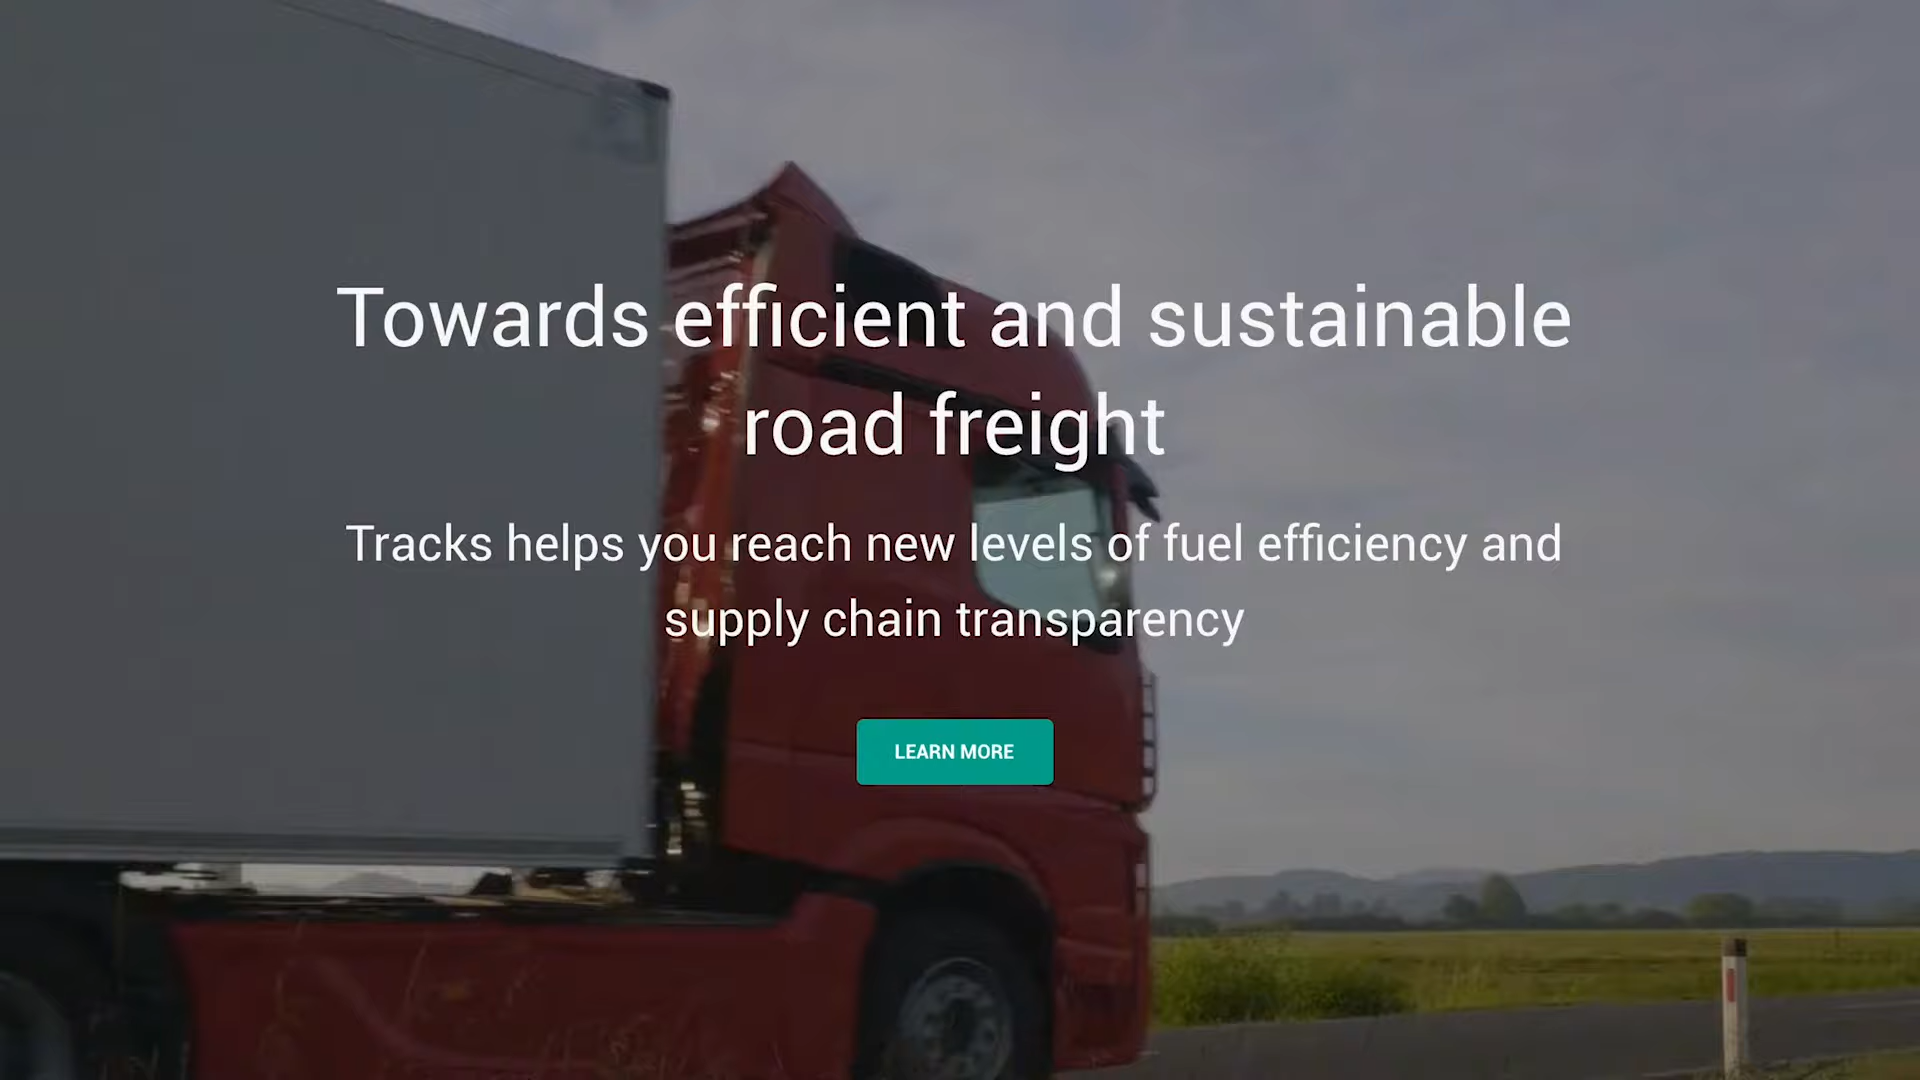 Towards efficient and sustainable
road freight
Tracks helps you reach new levels of fuel efficiency and
supply chain transparency
LEARN MORE